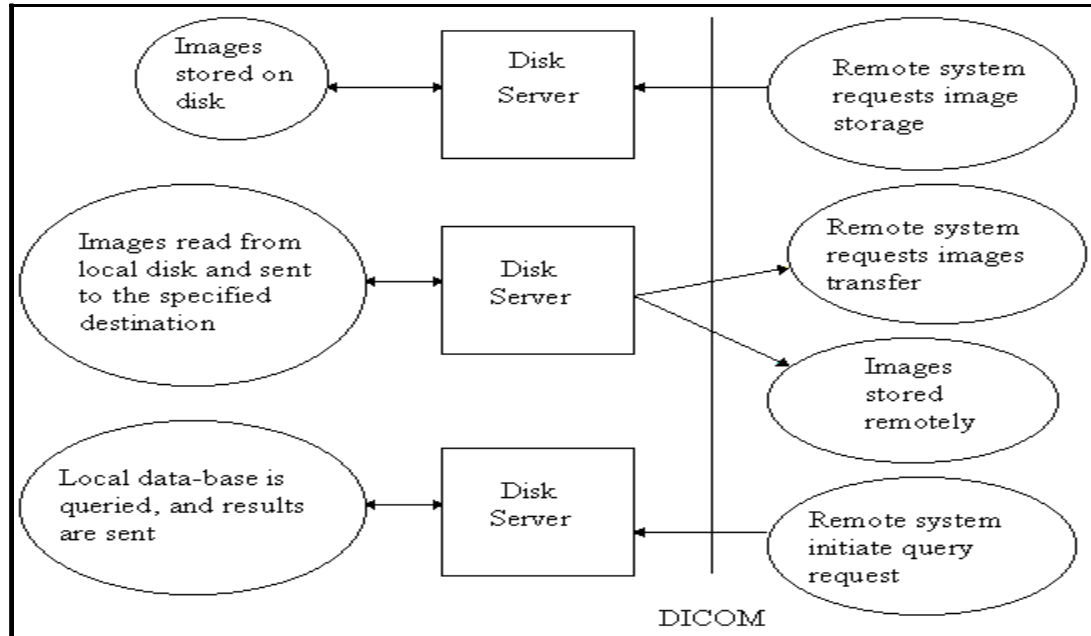 Images
stored on
disk
Disk
Server
Remote system
requests image
storage
Images read from
local disk and sent
to the specified
destination
Disk
Server
Remote system
requests images
transfer
Images
stored
remotely
Local data-base is
queried, and results
are sent
Disk
Server
Remote system
initiate query
request
DICOM